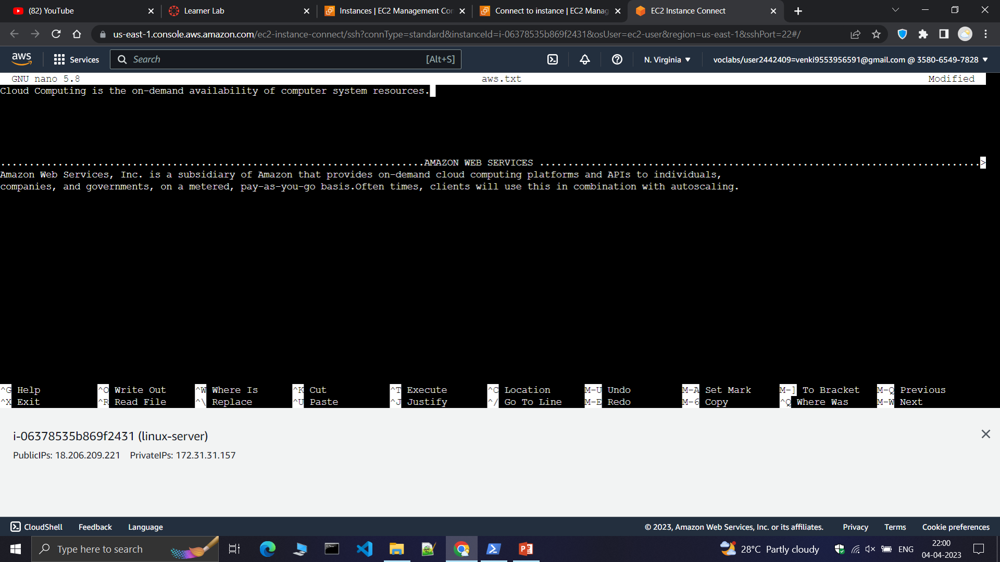 (82) YouTube
Learner Lab
Instances | EC2 Management Con
Connect to instance | EC2 Manag
EC2 Instance Connect
us-east-1.console.aws.amazon.com/ec2-instance-connect/ssh?connType=standard&instanceId=i-06378535b869f2431&osUser=ec2-user&region=us-east-1&sshPort=22#/
aws Services Search [Alt+S] N. Virginia voclabs/user2442409=venki9553956591@gmail.com @ 3580-6549-7828
GNU nano 5.8 aws.txt Modified
Cloud Computing is the on-demand availability of computer system resources.
..........................................................................AMAZON WEB SERVICES .............................................................................>
Amazon Web Services, Inc. is a subsidiary of Amazon that provides on-demand cloud computing platforms and APIs to individuals,
companies, and governments, on a metered, pay-as-you-go basis.Often times, clients will use this in combination with autoscaling.
^G Help ^O Write Out ^W Where Is ^K Cut ^T Execute ^C Location M-U Undo M-A Set Mark M-] To Bracket M-Q Previous
^X Exit ^R Read File ^\ Replace ^U Paste ^J Justify ^/ Go To Line M-E Redo M-6 Copy ^Q Where Was M-W Next
i-06378535b869f2431 (linux-server)
PublicIPs: 18.206.209.221 PrivateIPs: 172.31.31.157
CloudShell Feedback Language © 2023, Amazon Web Services, Inc. or its affiliates. Privacy Terms Cookie preferences
Type here to search 28°C Partly cloudy ENG 22:00
04-04-2023